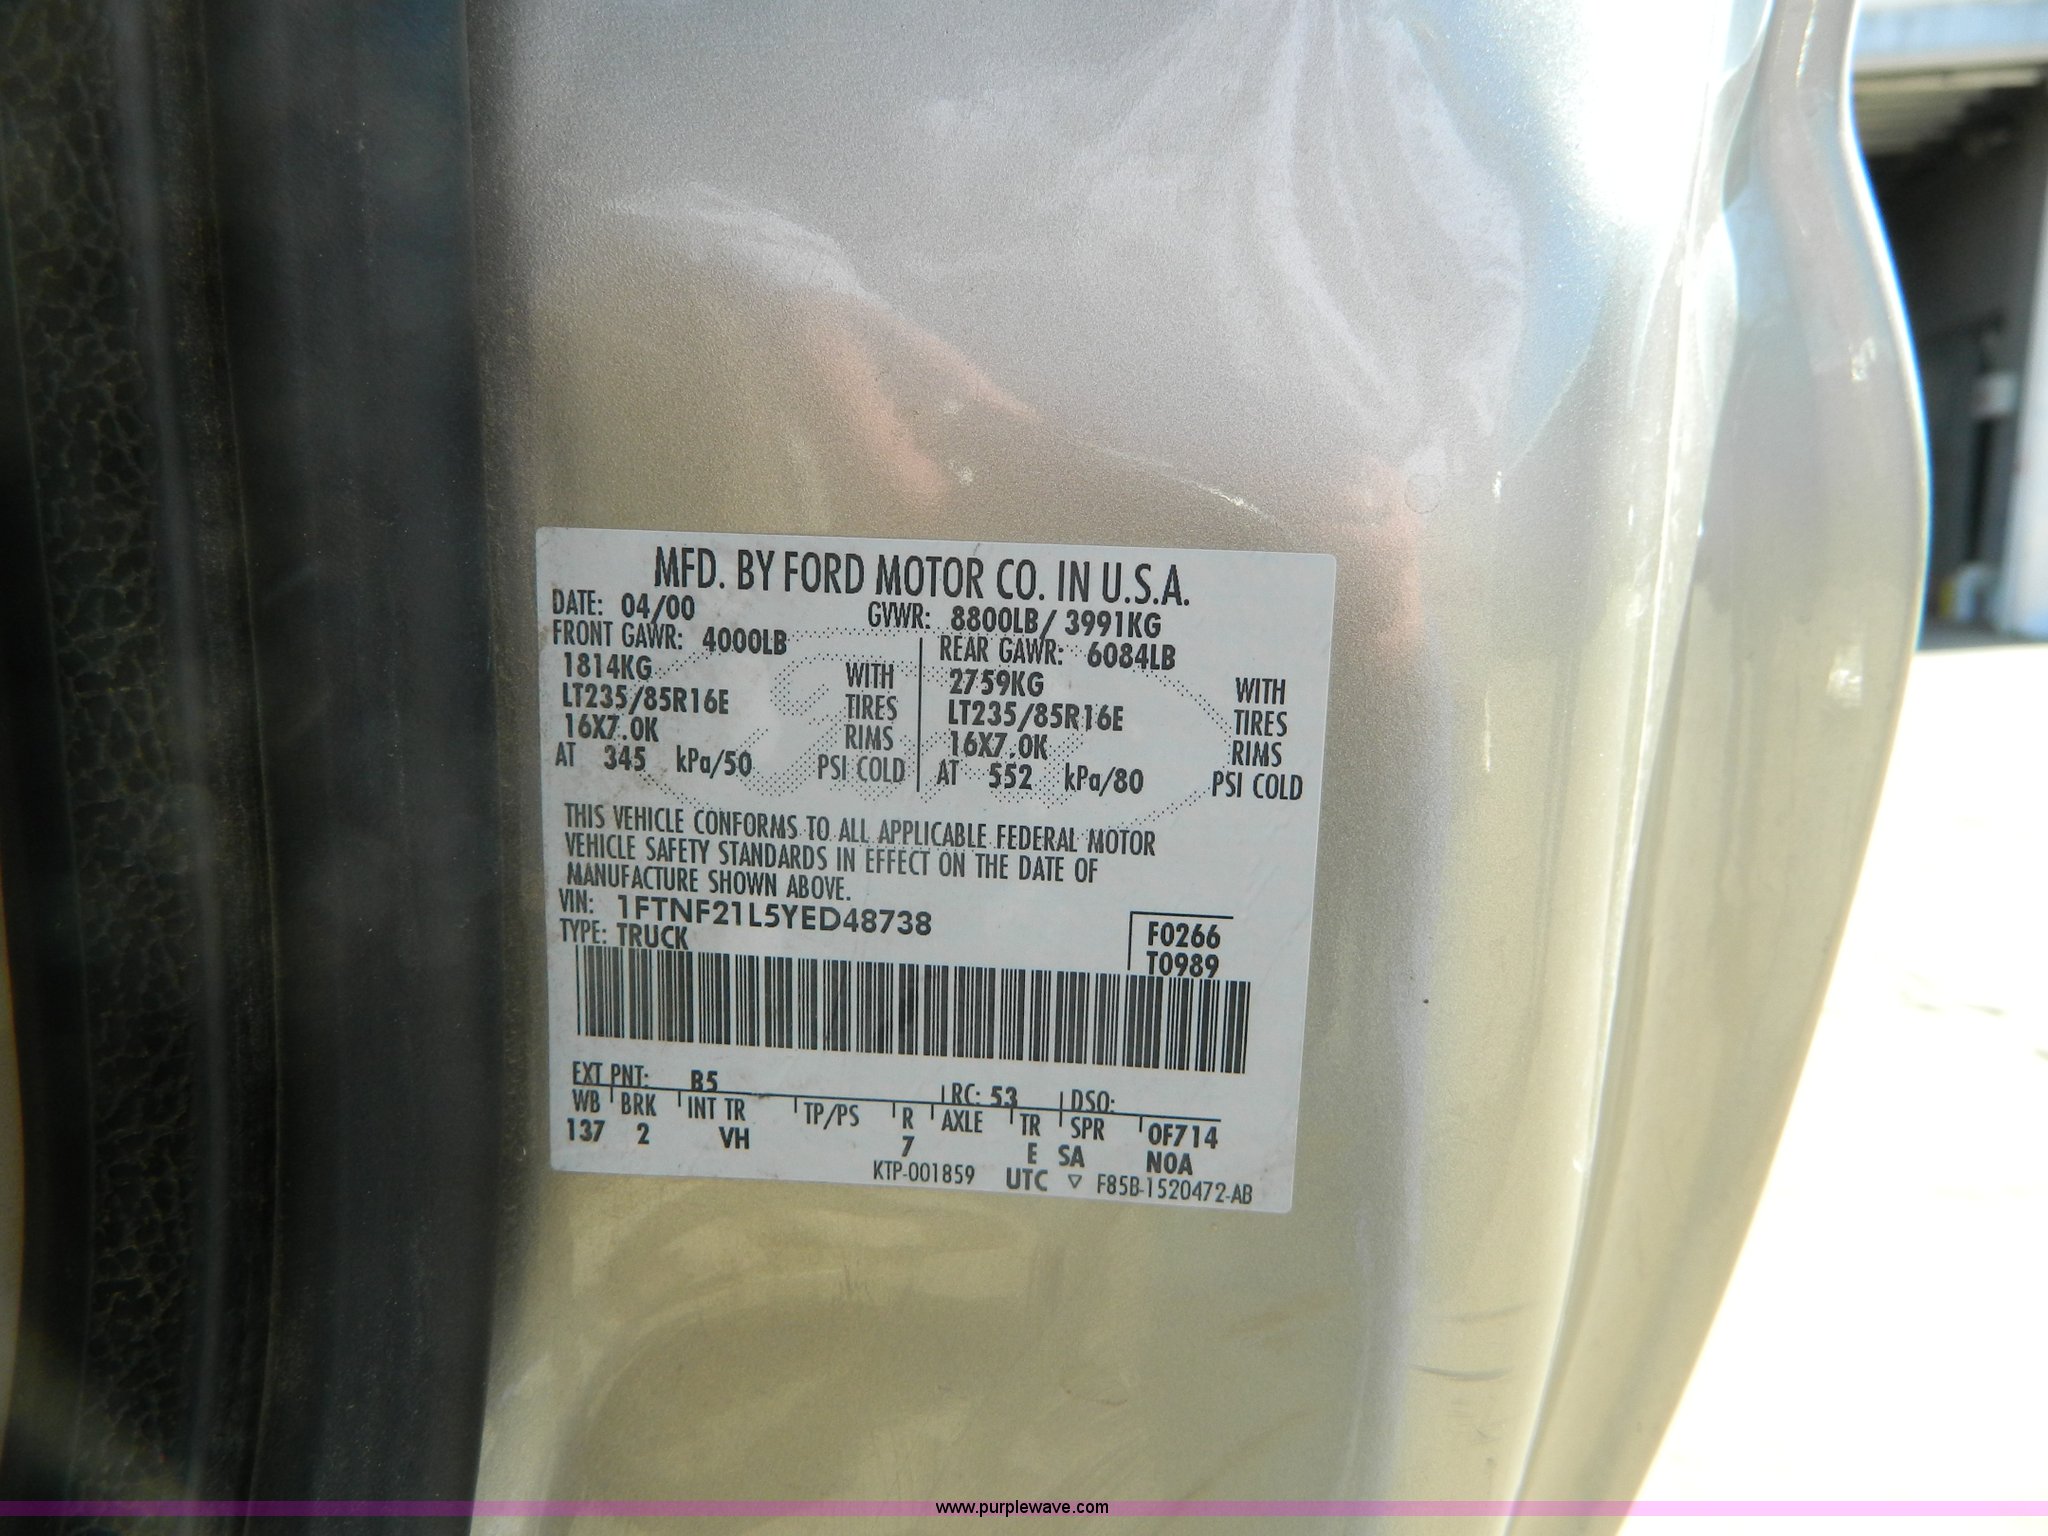 MFD. BY FORD MOTOR CO. IN U.S.A.
DATE: 04/00 GVWR: 8800LB/ 3991KG
FRONT GAWR: 4000LB REAR GAWR: 6084LB
1814KG WITH 2759KG WITH
LT235/85R16E TIRES LT235/85R16E TIRES
16X7.0K RIMS 16X7.0K RIMS
AT 345 kPa/50 PSI COLD AT 552 kPa/80 PSI COLD
THIS VEHICLE CONFORMS TO ALL APPLICABLE FEDERAL MOTOR
VEHICLE SAFETY STANDARDS IN EFFECT ON THE DATE OF
MANUFACTURE SHOWN ABOVE.
VIN: 1FTNF21L5YED48738 F0266
TYPE: TRUCK T0989
EXT PNT: B5 RC: 53 DSO:
WB BRK INT TR TP/PS R AXLE TR SPR 0F714
137 2 VH 7 E SA N0A
KTP-001859 UTC ▽ F85B-1520472-AB
www.purplewave.com